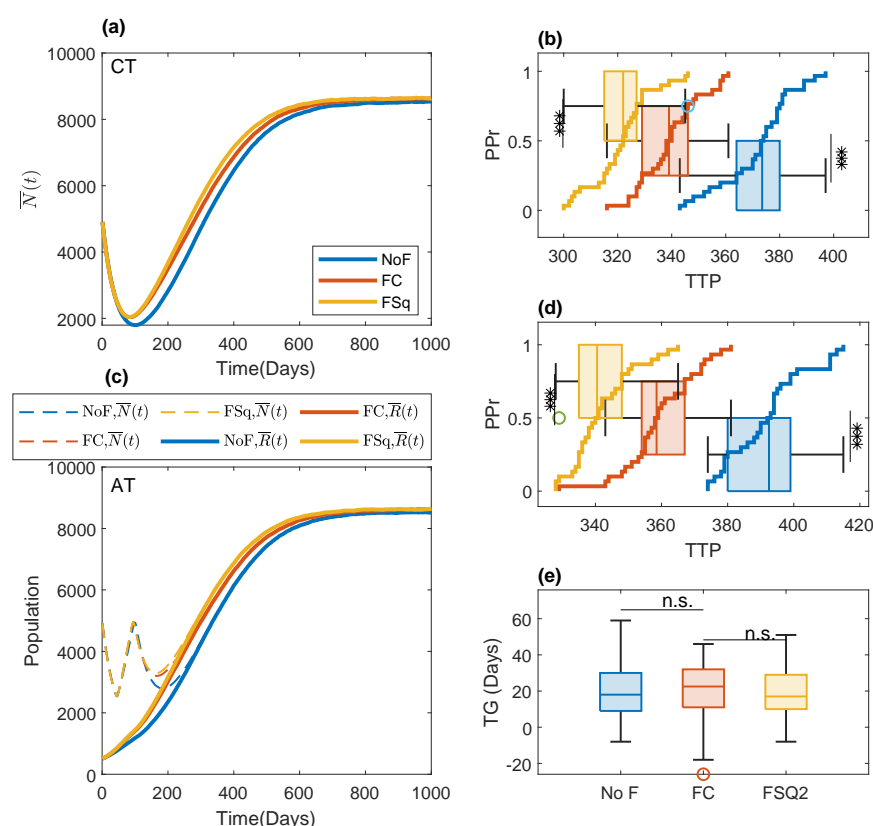 (a)
CT
10000
8000
6000
4000
2000
N̅(t)
0 200 400 600 800 1000
Time(Days)
NoF
FC
FSq
(b)
1
0.5
0
PPr
***
***
300 320 340 360 380 400
TTP
(c)
NoF,N̅(t) FSq,N̅(t) FC,R̅(t)
FC,N̅(t) NoF,R̅(t) FSq,R̅(t)
AT
10000
8000
6000
4000
2000
0
Population
0 200 400 600 800 1000
Time(Days)
(d)
1
0.5
0
PPr
***
***
340 360 380 400 420
TTP
(e)
n.s.
n.s.
60
40
20
0
-20
TG (Days)
No F FC FSQ2